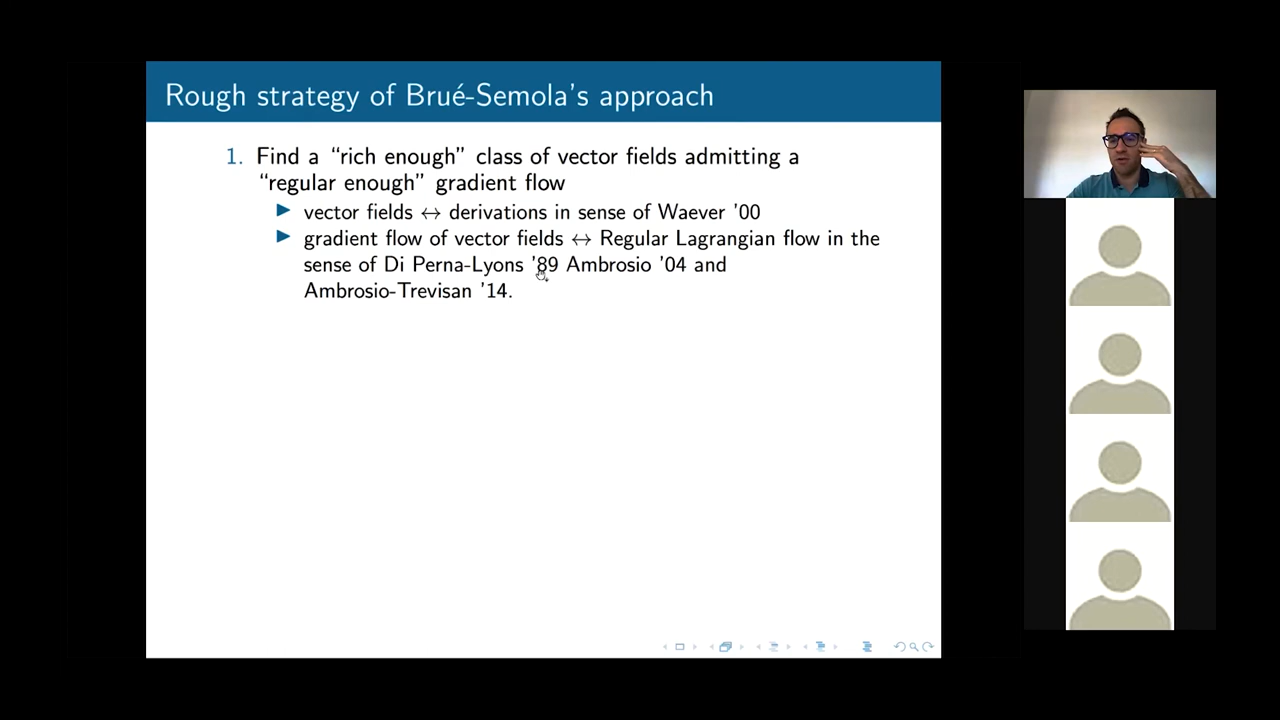 Rough strategy of Brué-Semola's approach
1. Find a “rich enough” class of vector fields admitting a
“regular enough” gradient flow
▶ vector fields ↔ derivations in sense of Waever '00
▶ gradient flow of vector fields ↔ Regular Lagrangian flow in the
sense of Di Perna-Lyons '89 Ambrosio '04 and
Ambrosio-Trevisan '14.